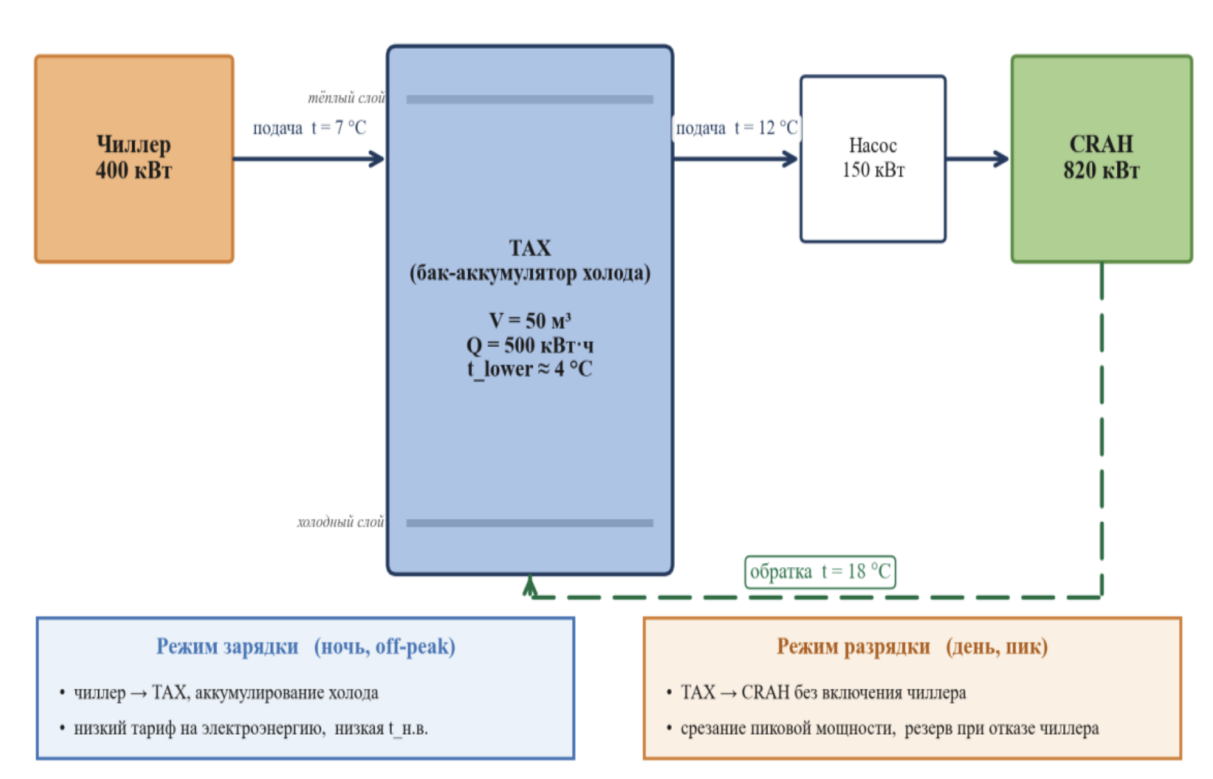 тёплый слой
подача t = 7 °C
Чиллер
400 кВт
подача t = 12 °C
Насос
150 кВт
CRAH
820 кВт
ТАХ
(бак-аккумулятор холода)
V = 50 м³
Q = 500 кВт·ч
t_lower ≈ 4 °C
холодный слой
обратка t = 18 °C
Режим зарядки (ночь, off-peak)
• чиллер → ТАХ, аккумулирование холода
• низкий тариф на электроэнергию, низкая t_н.в.
Режим разрядки (день, пик)
• ТАХ → CRAH без включения чиллера
• срезание пиковой мощности, резерв при отказе чиллера